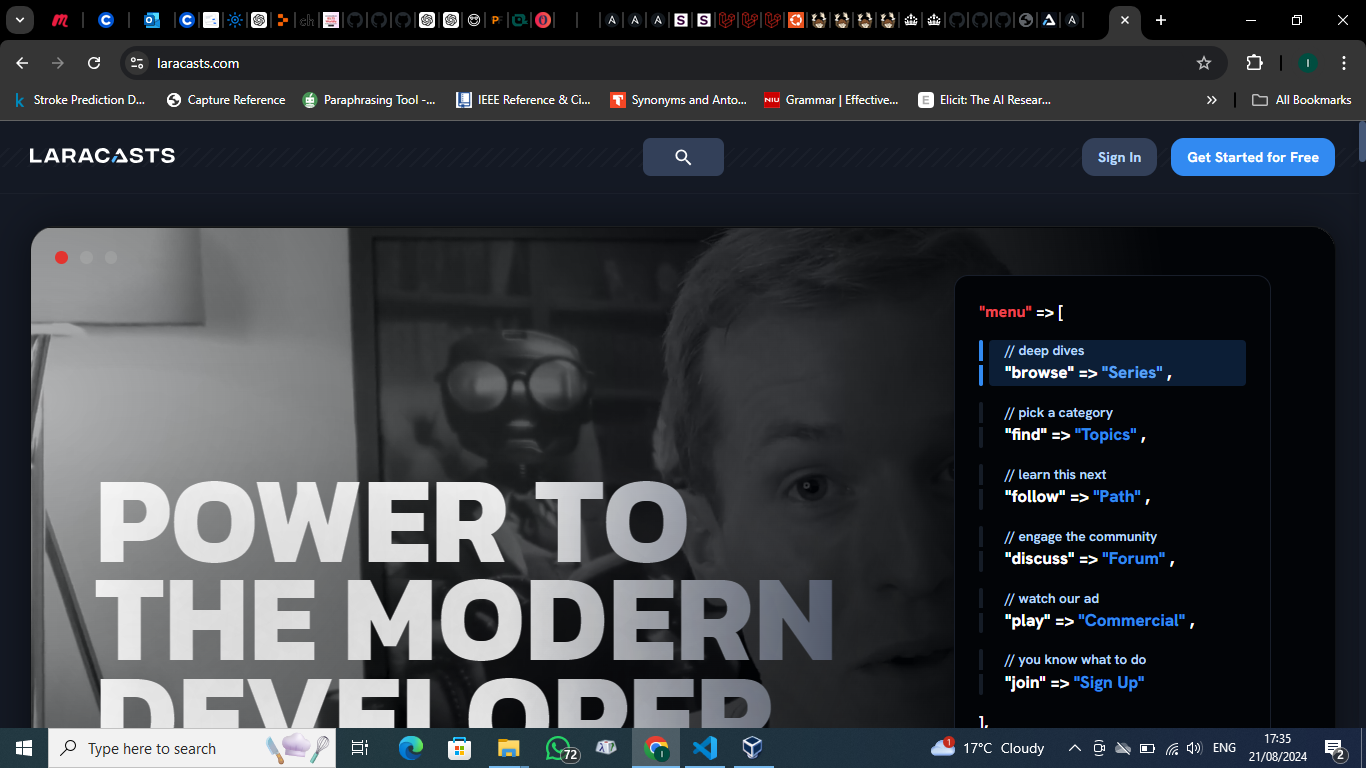 laracasts.com
Stroke Prediction D...
Capture Reference
Paraphrasing Tool -...
IEEE Reference & Ci...
Synonyms and Anto...
NIU
Grammar | Effective...
Elicit: The AI Resear...
»
All Bookmarks
LARACASTS
Sign In
Get Started for Free
POWER TO
THE MODERN
DEVELOPER
"menu" => [
// deep dives
"browse" => "Series" ,
// pick a category
"find" => "Topics" ,
// learn this next
"follow" => "Path" ,
// engage the community
"discuss" => "Forum" ,
// watch our ad
"play" => "Commercial" ,
// you know what to do
"join" => "Sign Up"
],
Type here to search
72
1
17°C Cloudy
ENG
17:35
21/08/2024
2